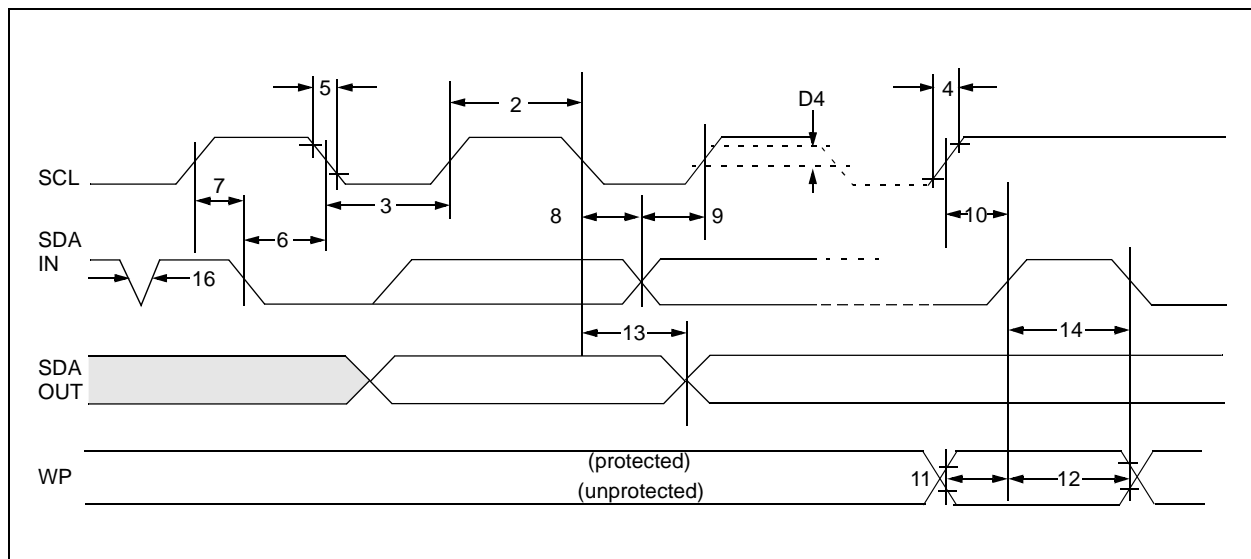 5
2
D4
4
SCL
7
3
8
9
10
SDA
IN
6
16
13
14
SDA
OUT
WP
(protected)
(unprotected)
11
12